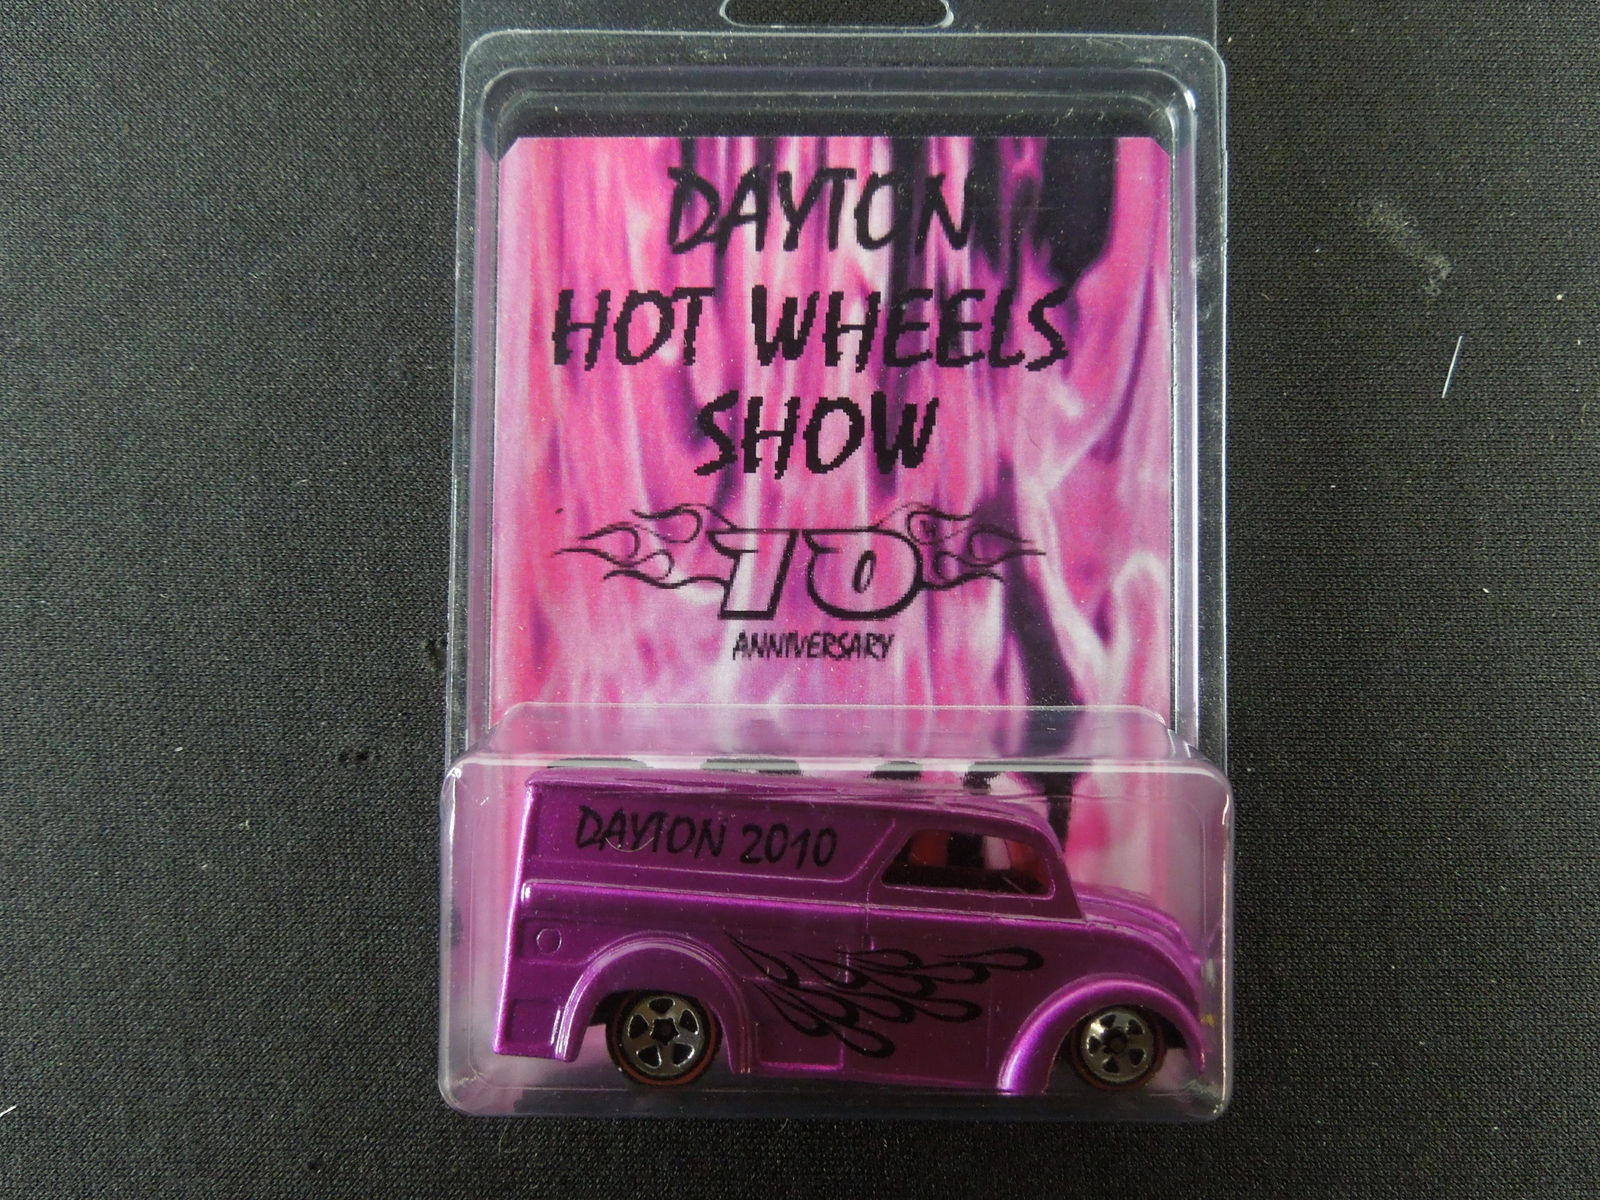 DAYTON
HOT WHEELS
SHOW
10
ANNIVERSARY
DAYTON 2010